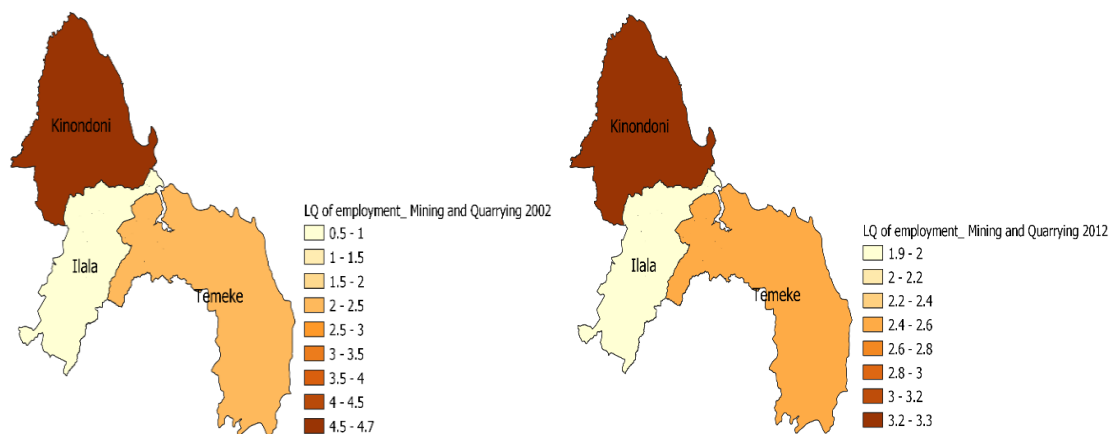 Kinondoni
Ilala
Temeke
LQ of employment_ Mining and Quarrying 2002
0.5 - 1
1 - 1.5
1.5 - 2
2 - 2.5
2.5 - 3
3 - 3.5
3.5 - 4
4 - 4.5
4.5 - 4.7
Kinondoni
Ilala
Temeke
LQ of employment_ Mining and Quarrying 2012
1.9 - 2
2 - 2.2
2.2 - 2.4
2.4 - 2.6
2.6 - 2.8
2.8 - 3
3 - 3.2
3.2 - 3.3